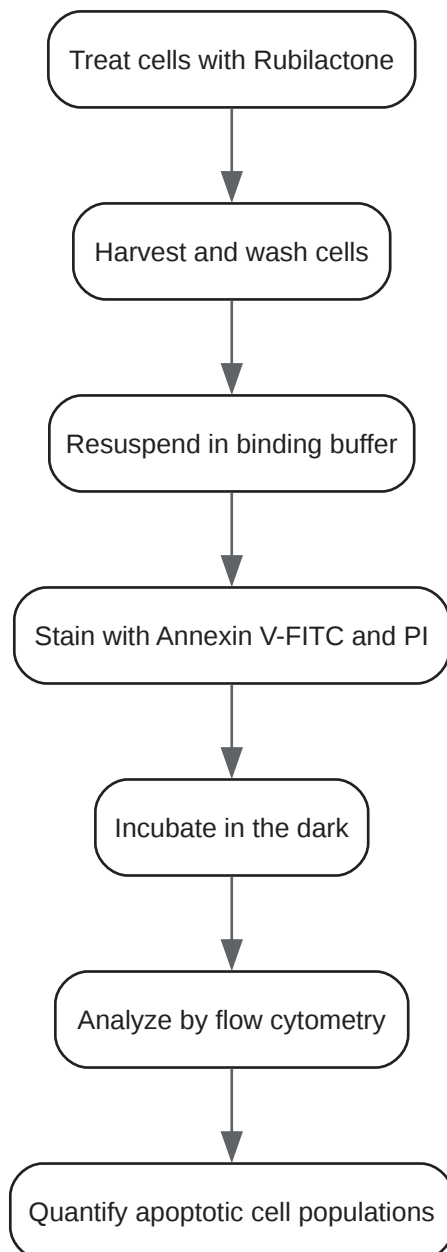 Treat cells with Rubilactone
Harvest and wash cells
Resuspend in binding buffer
Stain with Annexin V-FITC and PI
Incubate in the dark
Analyze by flow cytometry
Quantify apoptotic cell populations